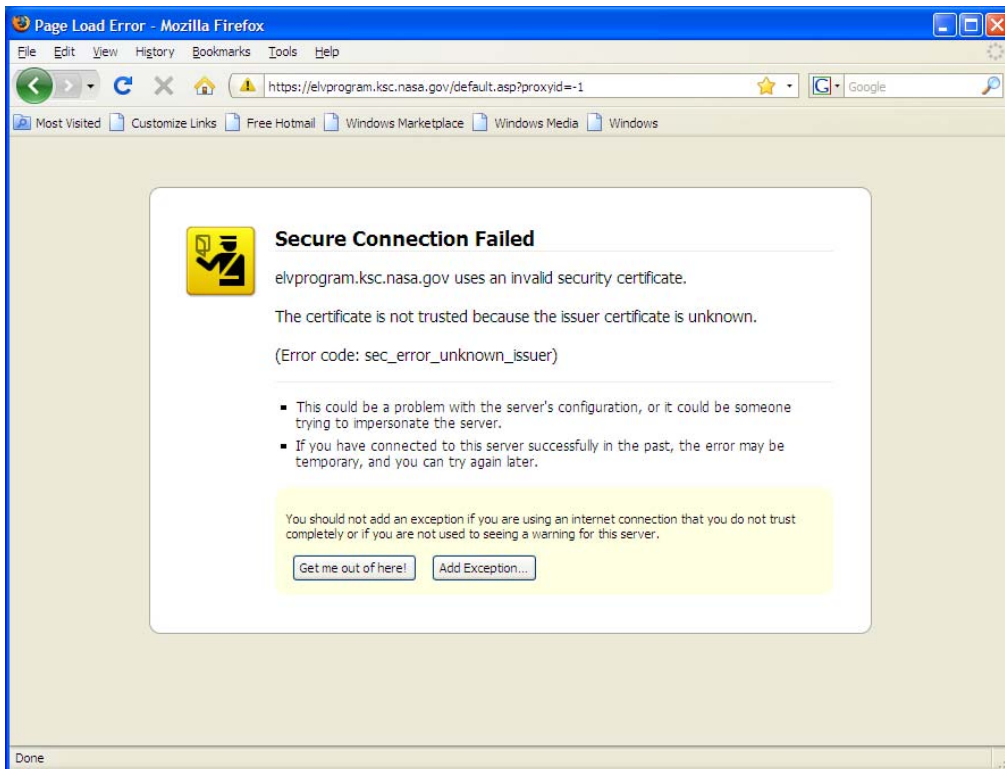 Page Load Error - Mozilla Firefox
File Edit View History Bookmarks Tools Help
https://elvprogram.ksc.nasa.gov/default.asp?proxyid=-1
G Google
Most Visited Customize Links Free Hotmail Windows Marketplace Windows Media Windows
Secure Connection Failed
elvprogram.ksc.nasa.gov uses an invalid security certificate.
The certificate is not trusted because the issuer certificate is unknown.
(Error code: sec_error_unknown_issuer)
This could be a problem with the server's configuration, or it could be someone
trying to impersonate the server.
If you have connected to this server successfully in the past, the error may be
temporary, and you can try again later.
You should not add an exception if you are using an internet connection that you do not trust
completely or if you are not used to seeing a warning for this server.
Get me out of here! Add Exception...
Done